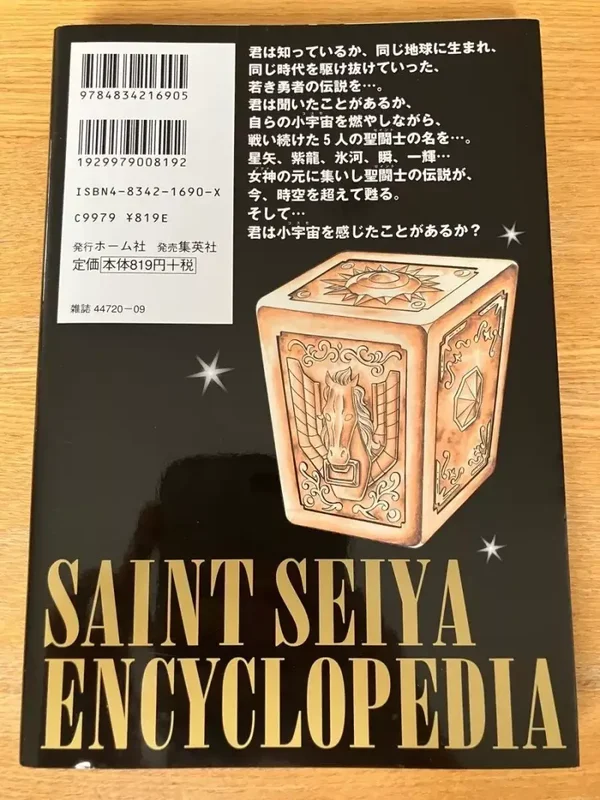 9784834216905
1929979008192
ISBN4-8342-1690-X
C9979 ¥819E
発行 ホーム社 発売 集英社
定価 本体819円+税
雑誌 44720-09
君は知っているか、同じ地球に生まれ、
同じ時代を駆け抜けていった、
若き勇者の伝説を…。
君は聞いたことがあるか、
自らの小宇宙を燃やしながら、
戦い続けた5人の聖闘士の名を…。
星矢、紫龍、氷河、瞬、一輝…
女神の元に集いし聖闘士の伝説が、
今、時空を超えて甦る。
そして…
君は小宇宙を感じたことがあるか?
SAINT SEIYA
ENCYCLOPEDIA